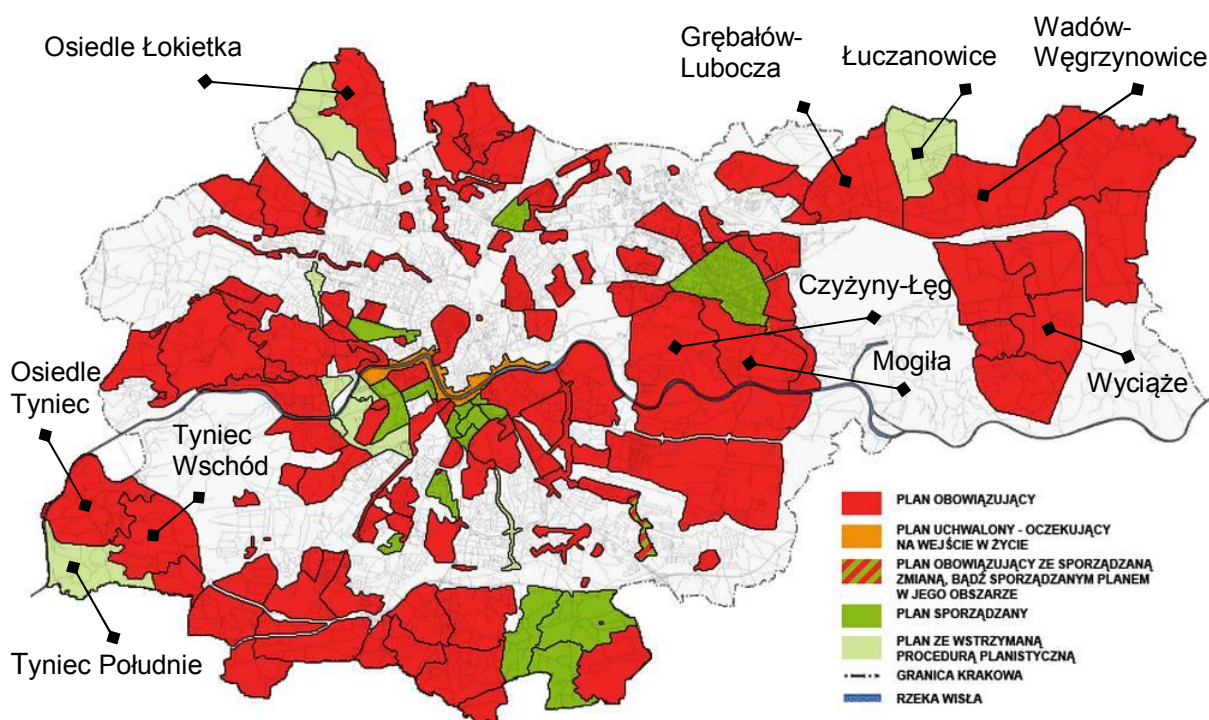 Osiedle Łokietka
Grębałów-
Lubocza
Łuczanowice
Wadów-
Węgrzynowice
Czyżyny-Łęg
Mogiła
Wyciąże
Osiedle
Tyniec
Tyniec
Wschód
Tyniec Południe
PLAN OBOWIĄZUJĄCY
PLAN UCHWALONY - OCZEKUJĄCY
NA WEJŚCIE W ŻYCIE
PLAN OBOWIĄZUJĄCY ZE SPORZĄDZANĄ
ZMIANĄ, BĄDŹ SPORZĄDZANYM PLANEM
W JEGO OBSZARZE
PLAN SPORZĄDZANY
PLAN ZE WSTRZYMANĄ
PROCEDURĄ PLANISTYCZNĄ
GRANICA KRAKOWA
RZEKA WISŁA